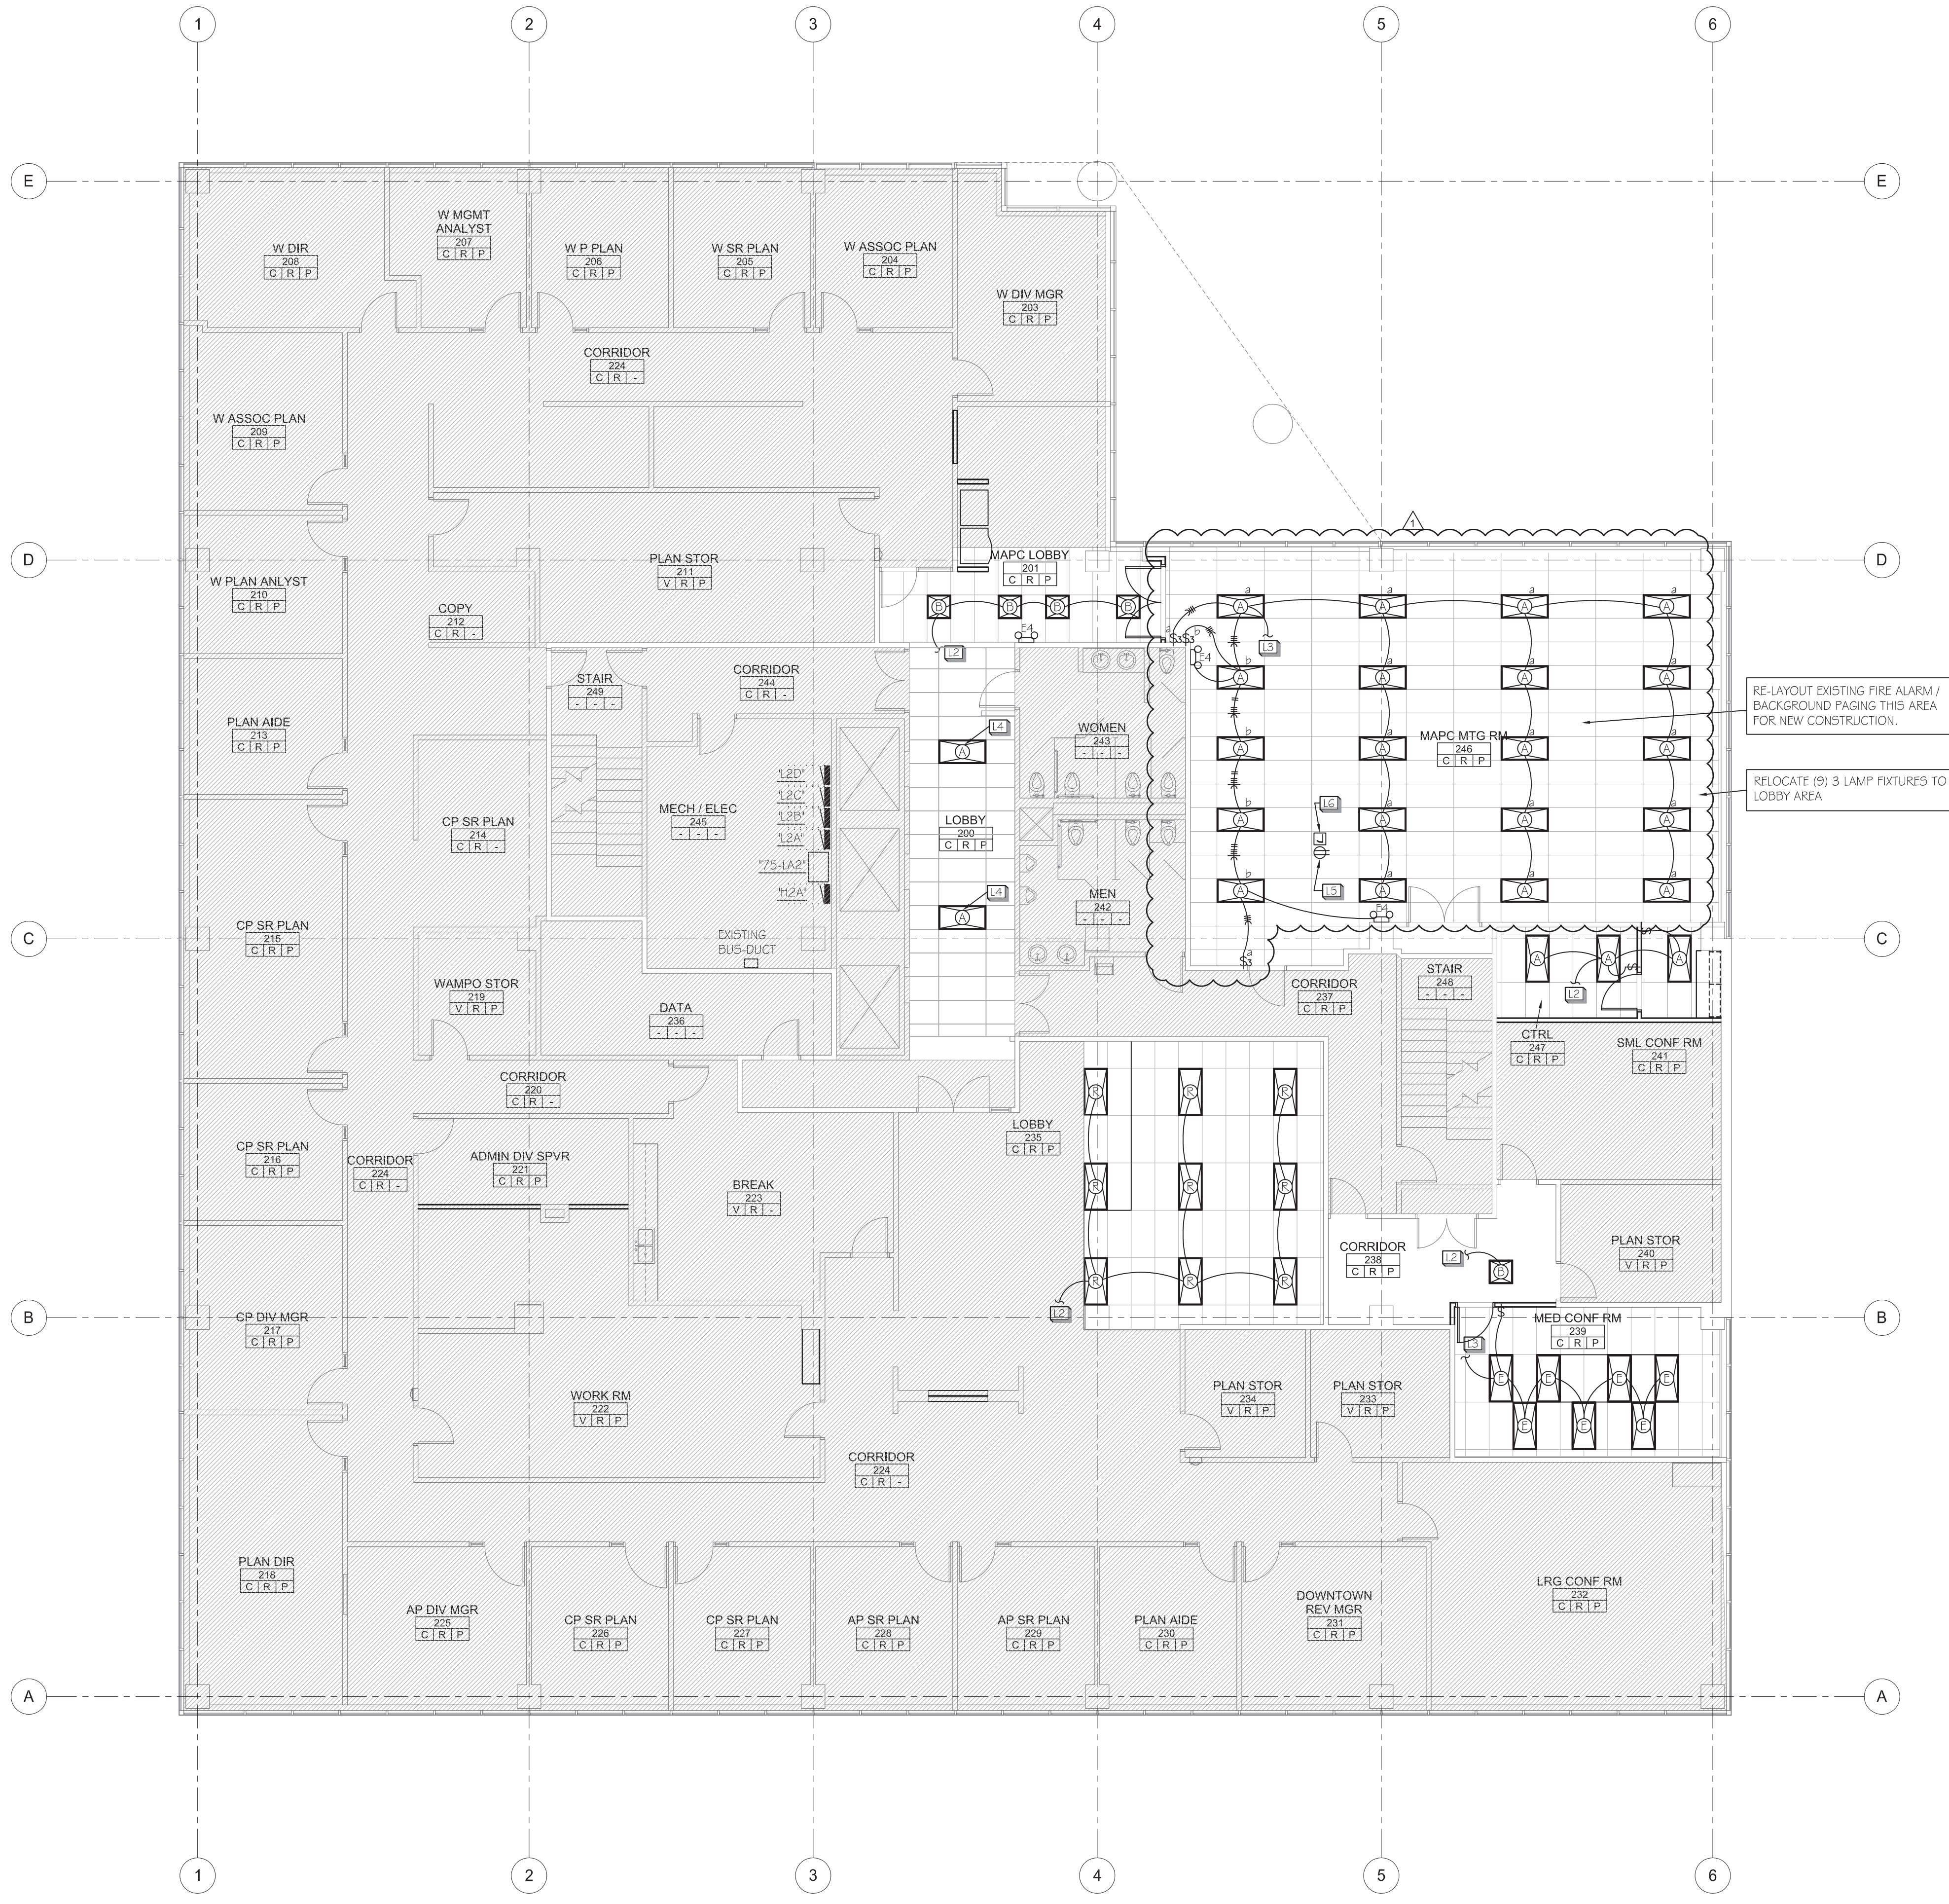 1
2
3
4
5
6
E
E
W DIR
208
C R P
W MGMT
ANALYST
207
C R P
W P PLAN
206
C R P
W SR PLAN
205
C R P
W ASSOC PLAN
204
C R P
W DIV MGR
203
C R P
CORRIDOR
224
C R -
W ASSOC PLAN
209
C R P
D
D
1
W PLAN ANLYST
210
C R P
COPY
212
C R -
PLAN STOR
211
V R P
MAPC LOBBY
201
C R P
B
B
B
B
E4
L2
a
a
a
a
A
A
A
A
a
$3$3
b
L3
E4
b
a
a
a
A
A
A
A
RE-LAYOUT EXISTING FIRE ALARM /
BACKGROUND PAGING THIS AREA
FOR NEW CONSTRUCTION.
b
a
a
a
A
A
A
A
MAPC MTG RM
246
C R P
RELOCATE (9) 3 LAMP FIXTURES TO
LOBBY AREA
L6
b
a
a
a
A
A
A
A
J
L5
b
a
a
a
A
A
A
A
E4
a
$3
STAIR
249
- - -
CORRIDOR
244
C R -
PLAN AIDE
213
C R P
L4
A
WOMEN
243
- - -
"L2D"
"L2C"
"L2B"
"L2A"
"75-LA2"
"H2A"
MECH / ELEC
245
- - -
CP SR PLAN
214
C R -
LOBBY
200
C R P
L4
A
MEN
242
- - -
CP SR PLAN
215
C R P
EXISTING
BUS-DUCT
C
C
WAMPO STOR
219
V R P
DATA
236
- - -
CORRIDOR
237
C R P
STAIR
248
- - -
A
A
A
$
$
L2
CTRL
247
C R P
SML CONF RM
241
C R P
CORRIDOR
220
C R -
CP SR PLAN
216
C R P
CORRIDOR
224
C R -
ADMIN DIV SPVR
221
C R P
BREAK
223
V R -
LOBBY
235
C R P
R
R
R
R
R
R
R
R
R
L2
CORRIDOR
238
C R P
L2
B
PLAN STOR
240
V R P
B
B
CP DIV MGR
217
C R P
$
MED CONF RM
239
C R P
L3
E
E
E
E
E
E
E
WORK RM
222
V R P
PLAN STOR
234
V R P
PLAN STOR
233
V R P
CORRIDOR
224
C R -
PLAN DIR
218
C R P
AP DIV MGR
225
C R P
CP SR PLAN
226
C R P
CP SR PLAN
227
C R P
AP SR PLAN
228
C R P
AP SR PLAN
229
C R P
PLAN AIDE
230
C R P
DOWNTOWN
REV MGR
231
C R P
LRG CONF RM
232
C R P
A
A
1
2
3
4
5
6